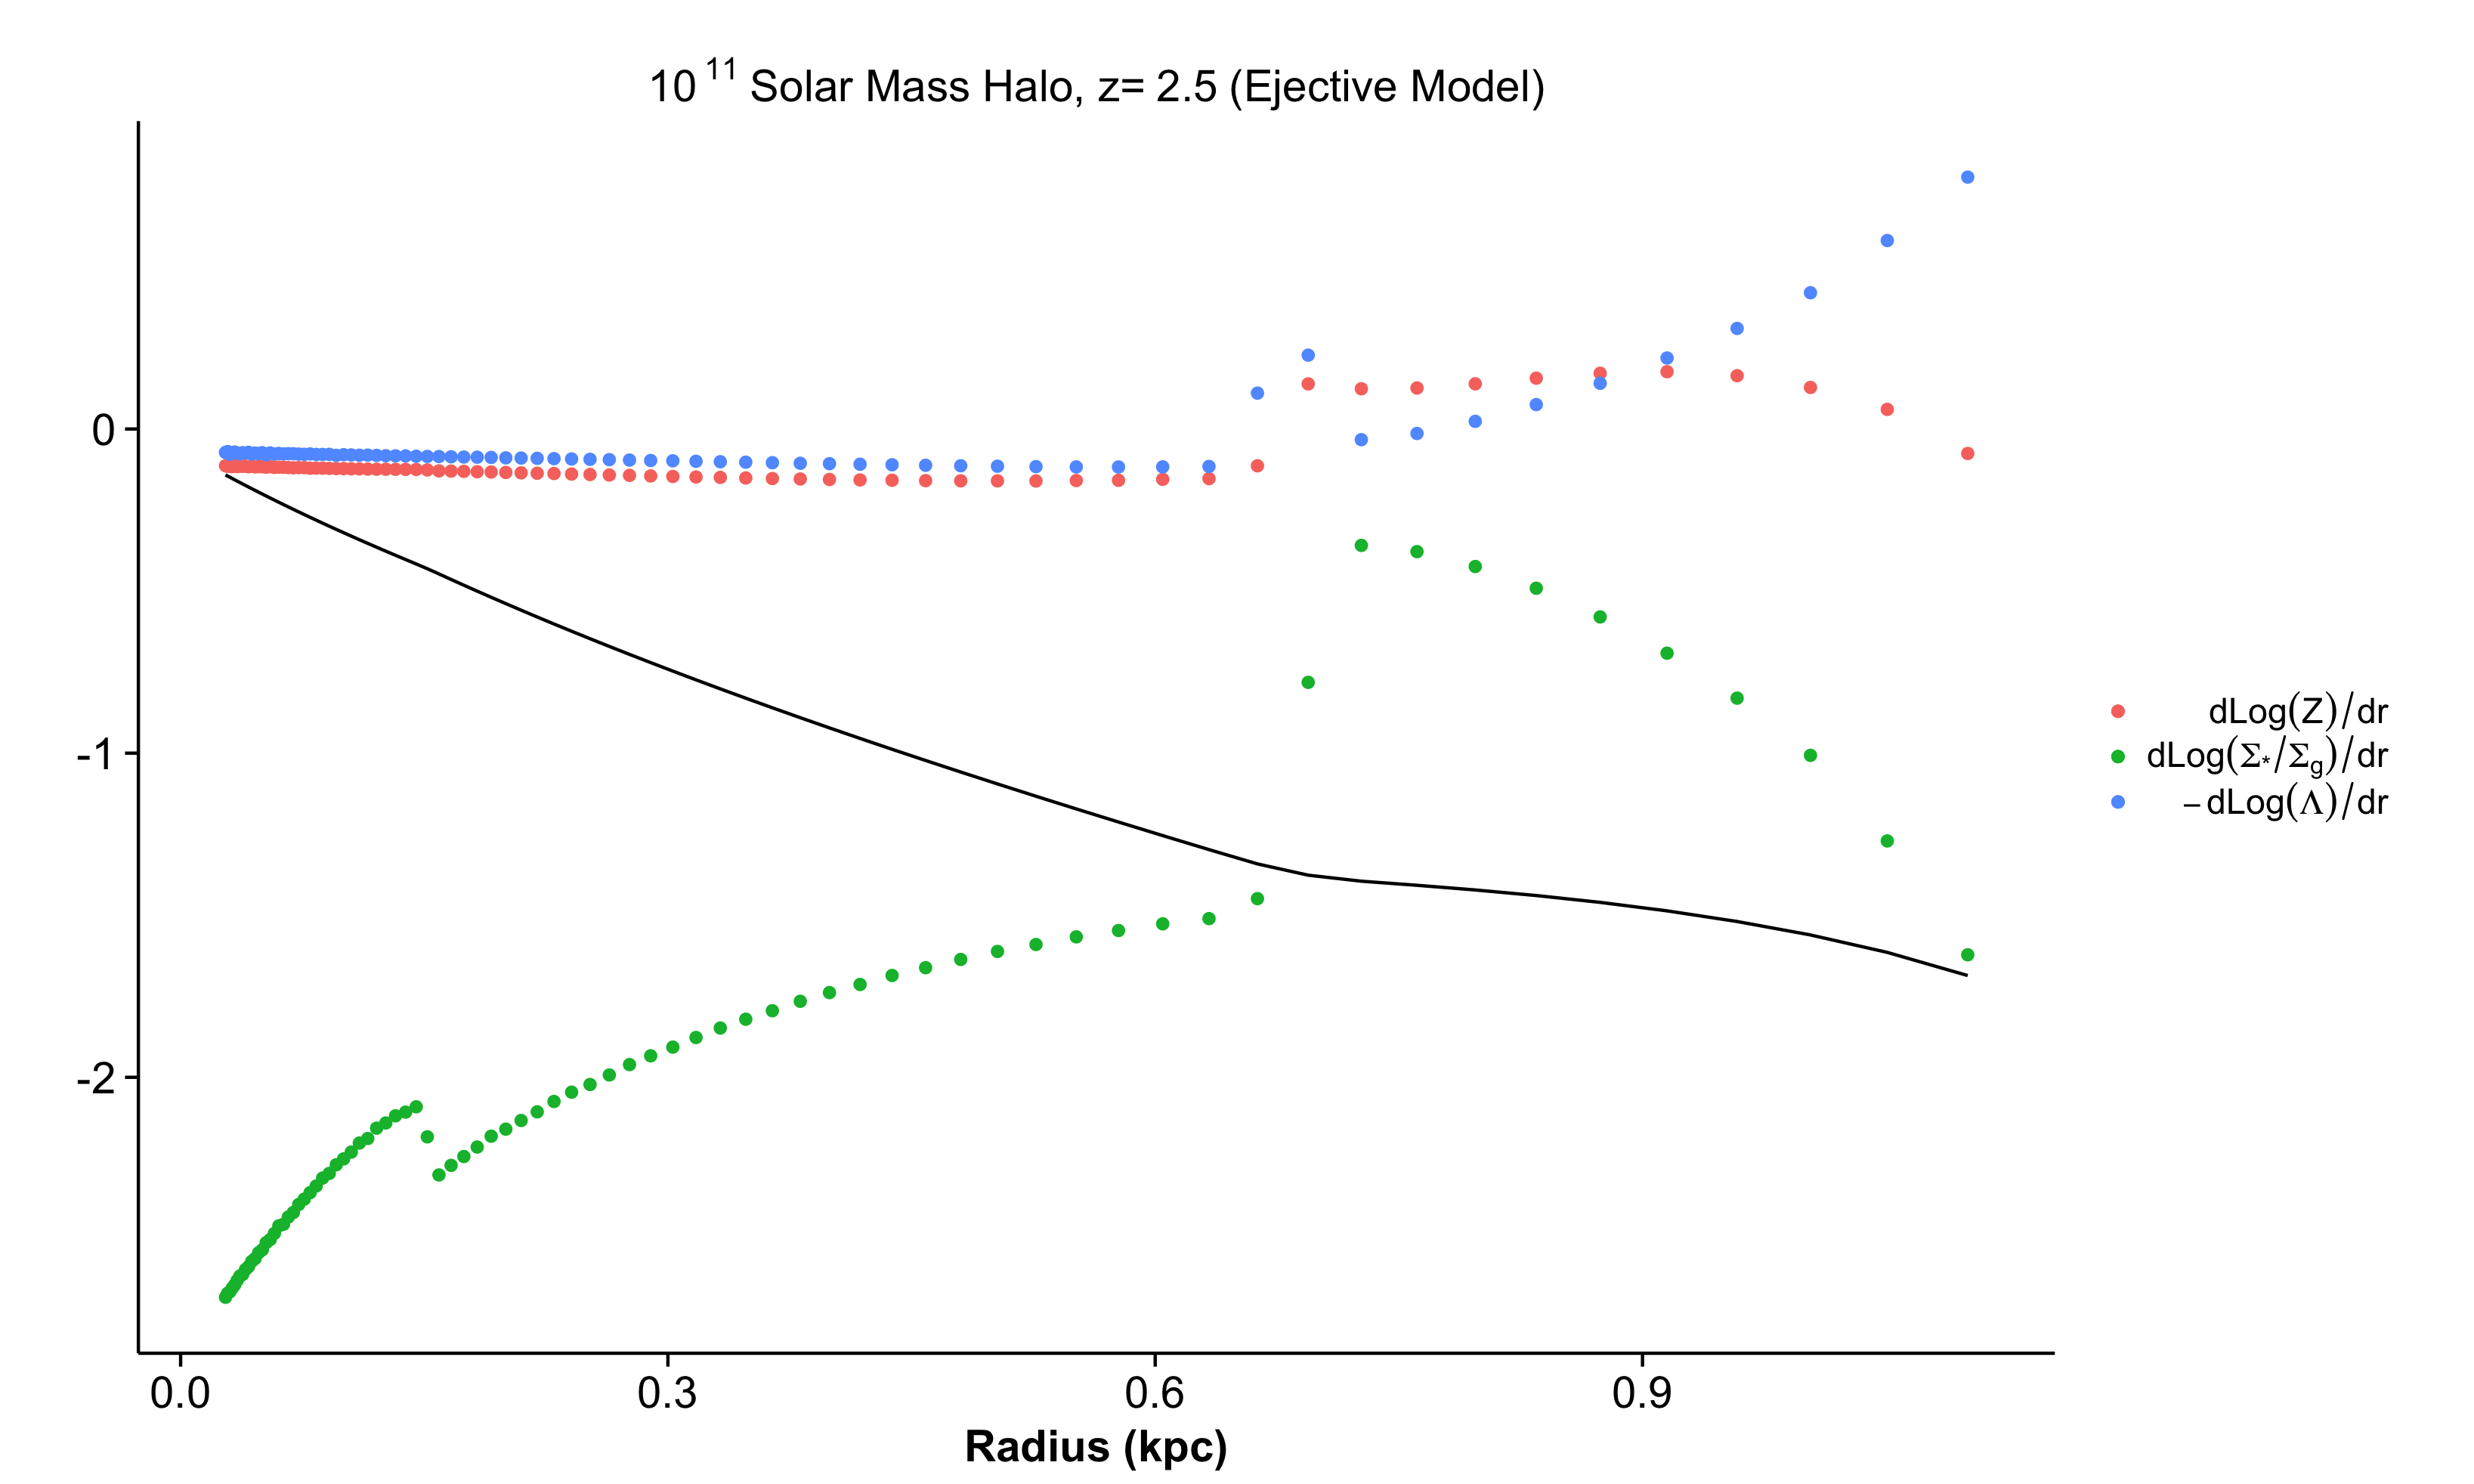 10^11 Solar Mass Halo, z= 2.5 (Ejective Model)
0
-1
-2
0.0 0.3 0.6 0.9
Radius (kpc)
dLog(Z)/dr
dLog(Σ*/Σg)/dr
– dLog(Λ)/dr